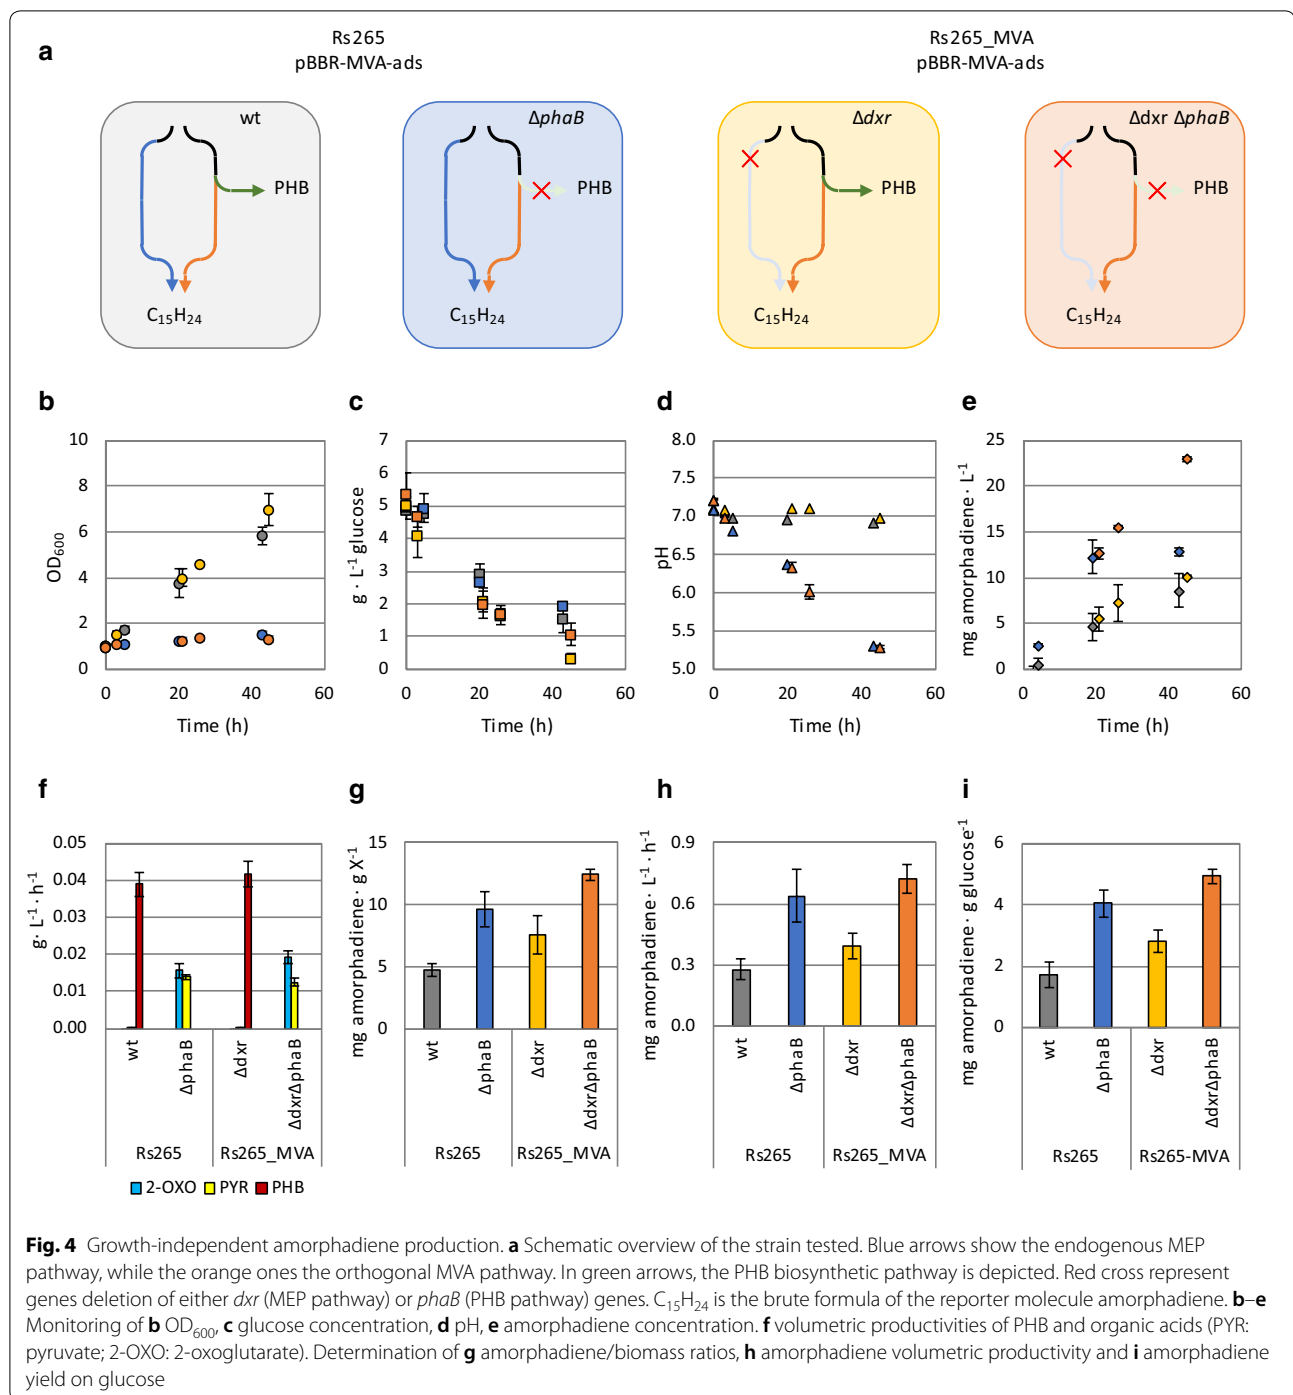 a
Rs265
pBBR-MVA-ads
Rs265_MVA
pBBR-MVA-ads
wt
ΔphaB
Δdxr
Δdxr ΔphaB
PHB
PHB
PHB
PHB
C₁₅H₂₄
C₁₅H₂₄
C₁₅H₂₄
C₁₅H₂₄
b
OD₆₀₀
10
8
6
4
2
0
0 20 40 60
Time (h)
c
g · L⁻¹ glucose
7
6
5
4
3
2
1
0
0 20 40 60
Time (h)
d
pH
8.0
7.5
7.0
6.5
6.0
5.5
5.0
0 20 40 60
Time (h)
e
mg amorphadiene · L⁻¹
25
20
15
10
5
0
0 20 40 60
Time (h)
f
g · L⁻¹ · h⁻¹
0.05
0.04
0.03
0.02
0.01
0.00
wt
ΔphaB
Δdxr
ΔdxrΔphaB
Rs265
Rs265_MVA
2-OXO
PYR
PHB
g
mg amorphadiene · g X⁻¹
15
10
5
0
wt
ΔphaB
Δdxr
ΔdxrΔphaB
Rs265
Rs265_MVA
h
mg amorphadiene · L⁻¹ · h⁻¹
0.9
0.6
0.3
0.0
wt
ΔphaB
Δdxr
ΔdxrΔphaB
Rs265
Rs265_MVA
i
mg amorphadiene · g glucose⁻¹
6
4
2
0
wt
ΔphaB
Δdxr
ΔdxrΔphaB
Rs265
Rs265-MVA
Fig. 4 Growth-independent amorphadiene production. a Schematic overview of the strain tested. Blue arrows show the endogenous MEP
pathway, while the orange ones the orthogonal MVA pathway. In green arrows, the PHB biosynthetic pathway is depicted. Red cross represent
genes deletion of either dxr (MEP pathway) or phaB (PHB pathway) genes. C₁₅H₂₄ is the brute formula of the reporter molecule amorphadiene. b–e
Monitoring of b OD₆₀₀, c glucose concentration, d pH, e amorphadiene concentration. f volumetric productivities of PHB and organic acids (PYR:
pyruvate; 2-OXO: 2-oxoglutarate). Determination of g amorphadiene/biomass ratios, h amorphadiene volumetric productivity and i amorphadiene
yield on glucose